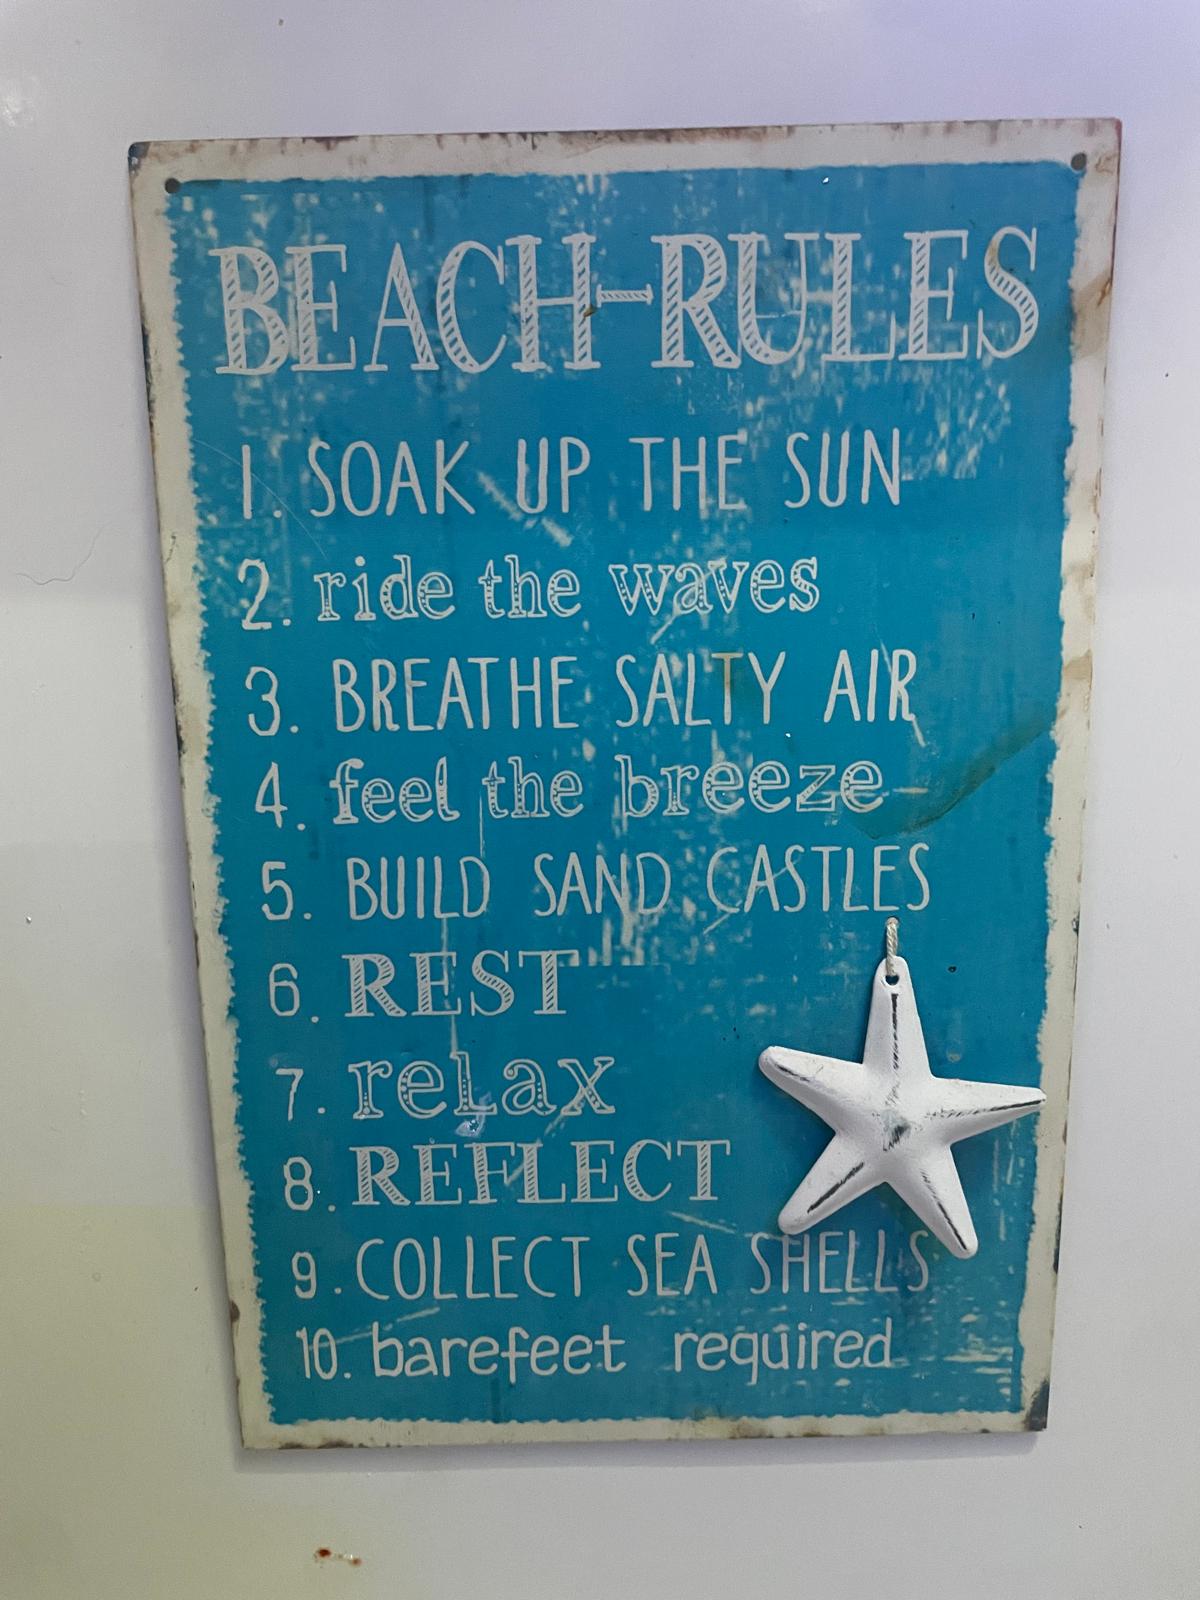 BEACH-RULES
1. SOAK UP THE SUN
2. ride the waves
3. BREATHE SALTY AIR
4. feel the breeze
5. BUILD SAND CASTLES
6. REST
7. relax
8. REFLECT
9. COLLECT SEA SHELLS
10. barefeet required